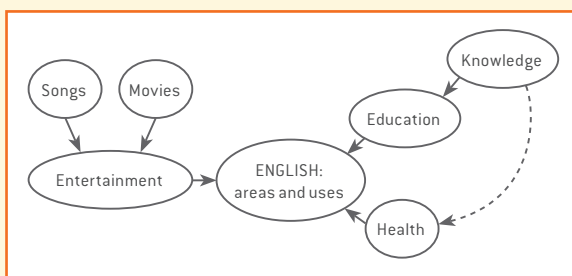 Knowledge
Songs
Movies
Education
Entertainment
ENGLISH:
areas and uses
Health